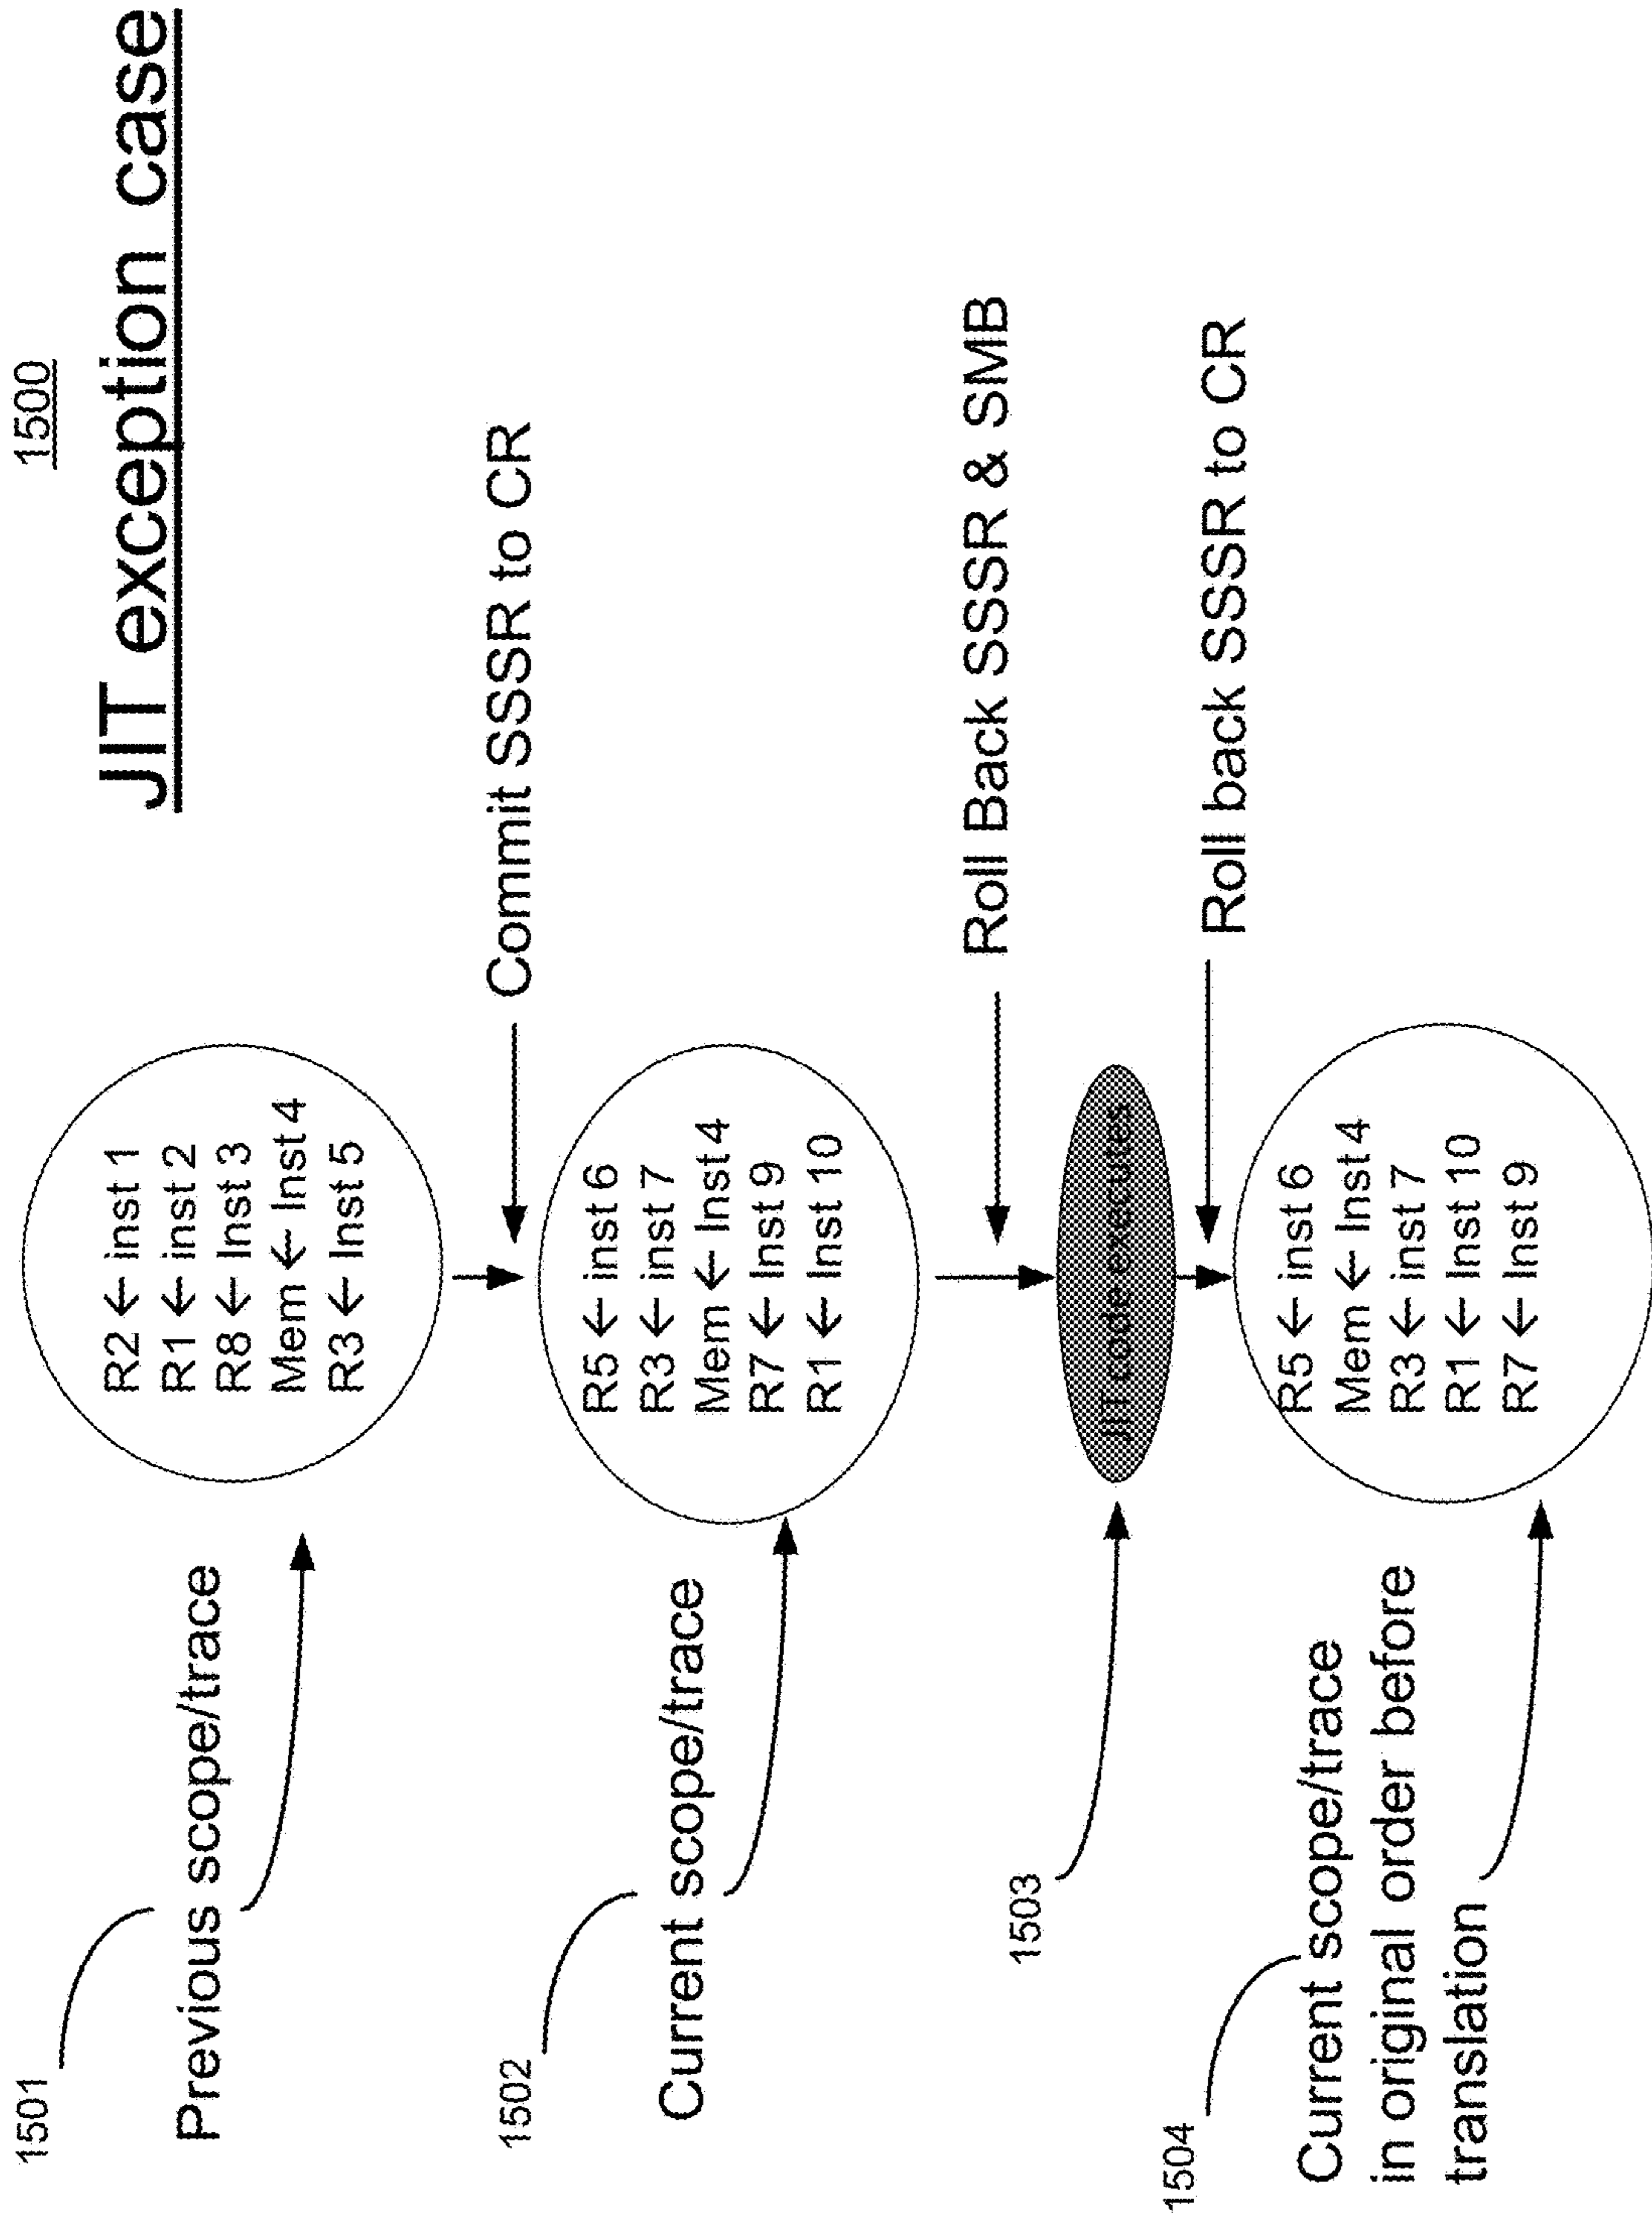 1500
JIT exception case
1501
Previous scope/trace
R2 ← inst 1
R1 ← inst 2
R8 ← Inst 3
Mem ← Inst 4
R3 ← Inst 5
Commit SSSR to CR
1502
Current scope/trace
R5 ← inst 6
R3 ← inst 7
Mem ← Inst 4
R7 ← Inst 9
R1 ← Inst 10
Roll Back SSSR & SMB
1503
JIT code executes
Roll back SSSR to CR
1504
Current scope/trace
in original order before
translation
R5 ← inst 6
Mem ← Inst 4
R3 ← inst 7
R1 ← Inst 10
R7 ← Inst 9